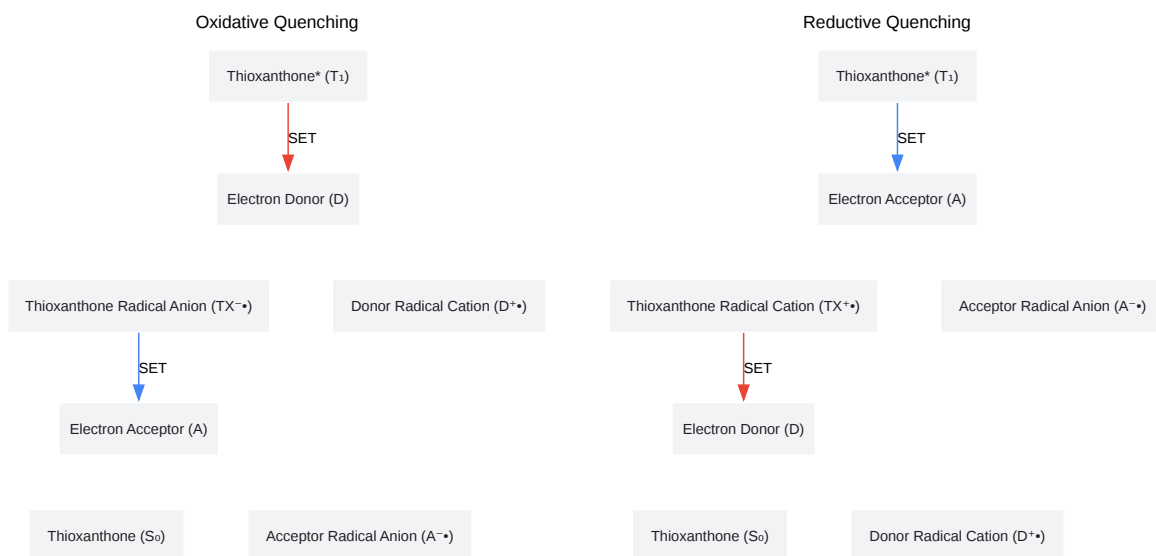 Oxidative Quenching
Thioxanthone* (T₁)
SET
Electron Donor (D)
Thioxanthone Radical Anion (TX⁻•)
Donor Radical Cation (D⁺•)
SET
Electron Acceptor (A)
Thioxanthone (S₀)
Acceptor Radical Anion (A⁻•)
Reductive Quenching
Thioxanthone* (T₁)
SET
Electron Acceptor (A)
Thioxanthone Radical Cation (TX⁺•)
Acceptor Radical Anion (A⁻•)
SET
Electron Donor (D)
Thioxanthone (S₀)
Donor Radical Cation (D⁺•)